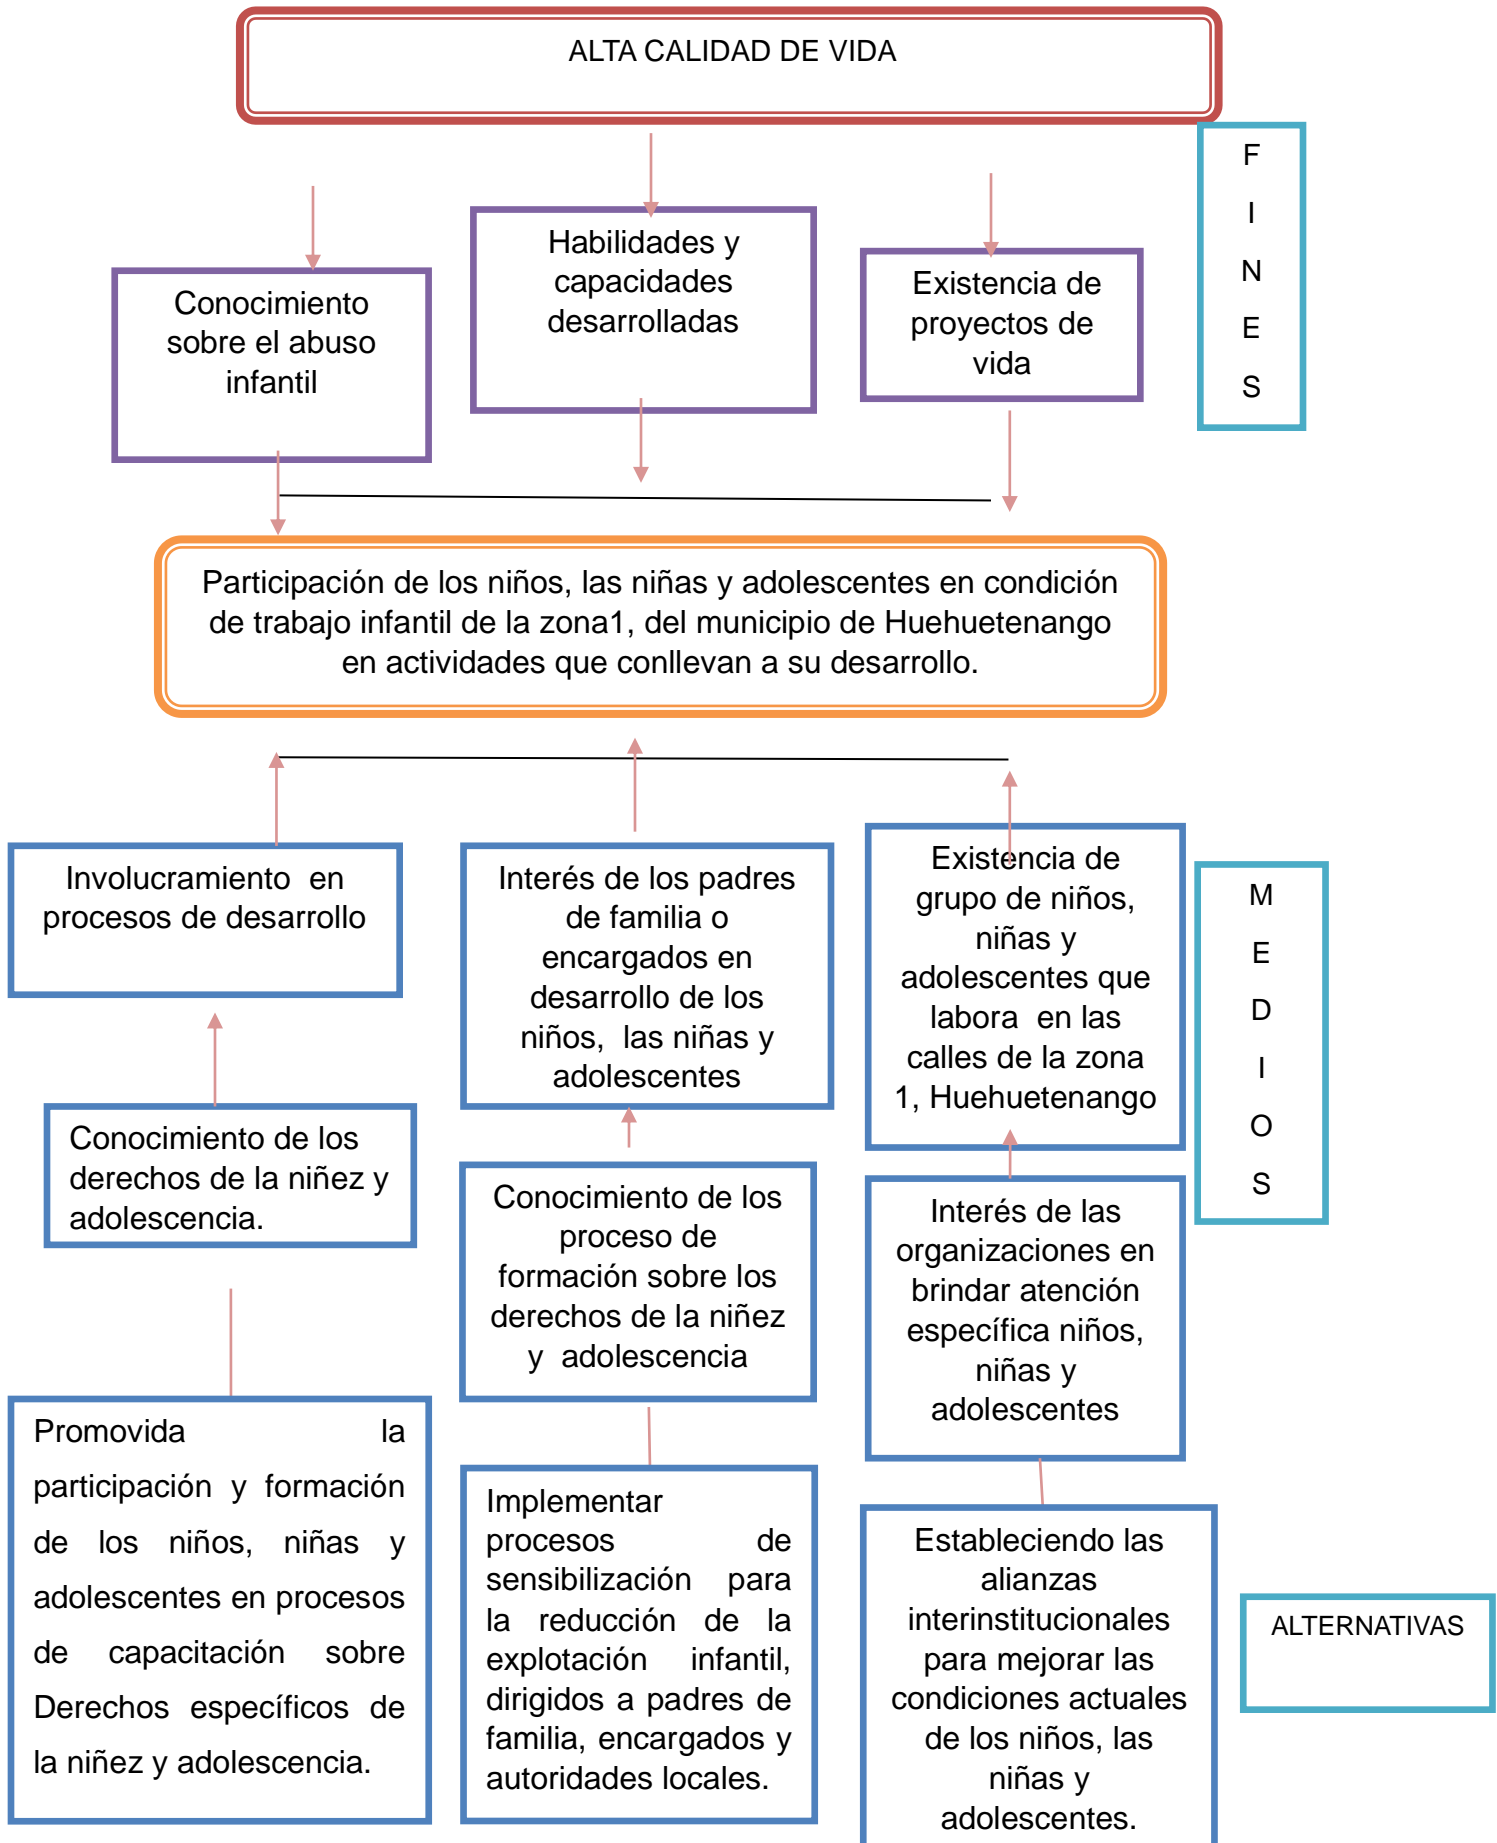 ALTA CALIDAD DE VIDA
F
I
N
E
S
Conocimiento
sobre el abuso
infantil
Habilidades y
capacidades
desarrolladas
Existencia de
proyectos de
vida
Participación de los niños, las niñas y adolescentes en condición
de trabajo infantil de la zona1, del municipio de Huehuetenango
en actividades que conllevan a su desarrollo.
Involucramiento en
procesos de desarrollo
Interés de los padres
de familia o
encargados en
desarrollo de los
niños, las niñas y
adolescentes
Existencia de
grupo de niños,
niñas y
adolescentes que
labora en las
calles de la zona
1, Huehuetenango
M
E
D
I
O
S
Conocimiento de los
derechos de la niñez y
adolescencia.
Conocimiento de los
proceso de
formación sobre los
derechos de la niñez
y adolescencia
Interés de las
organizaciones en
brindar atención
específica niños,
niñas y
adolescentes
Promovida la
participación y formación
de los niños, niñas y
adolescentes en procesos
de capacitación sobre
Derechos específicos de
la niñez y adolescencia.
Implementar
procesos de
sensibilización para
la reducción de la
explotación infantil,
dirigidos a padres de
familia, encargados y
autoridades locales.
Estableciendo las
alianzas
interinstitucionales
para mejorar las
condiciones actuales
de los niños, las
niñas y
adolescentes.
ALTERNATIVAS